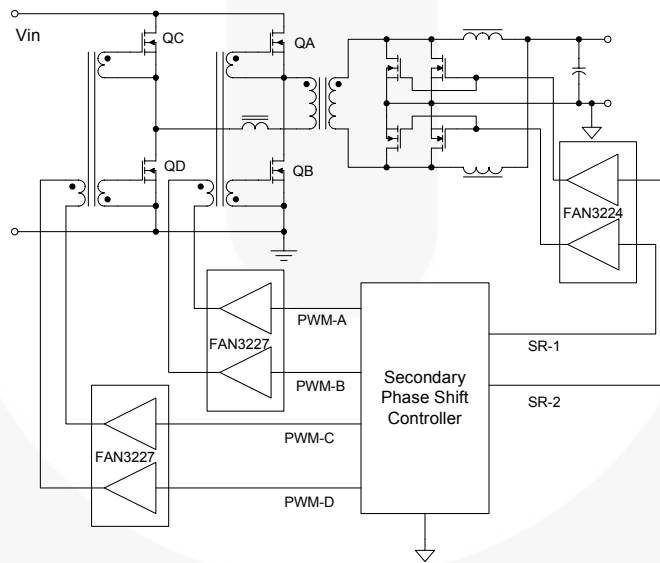 Vin
QC
QA
QD
QB
FAN3224
FAN3227
PWM-A
PWM-B
SR-1
SR-2
Secondary
Phase Shift
Controller
FAN3227
PWM-C
PWM-D